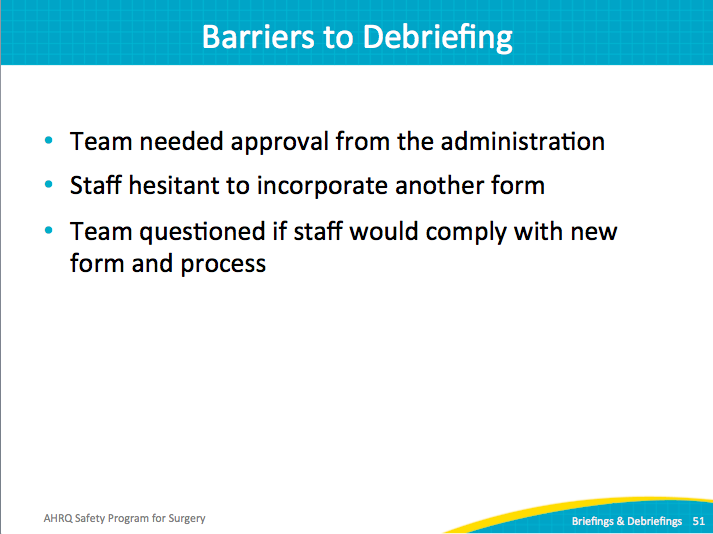 Barriers to Debriefing
• Team needed approval from the administration
• Staff hesitant to incorporate another form
• Team questioned if staff would comply with new
form and process
AHRQ Safety Program for Surgery
Briefings & Debriefings 51